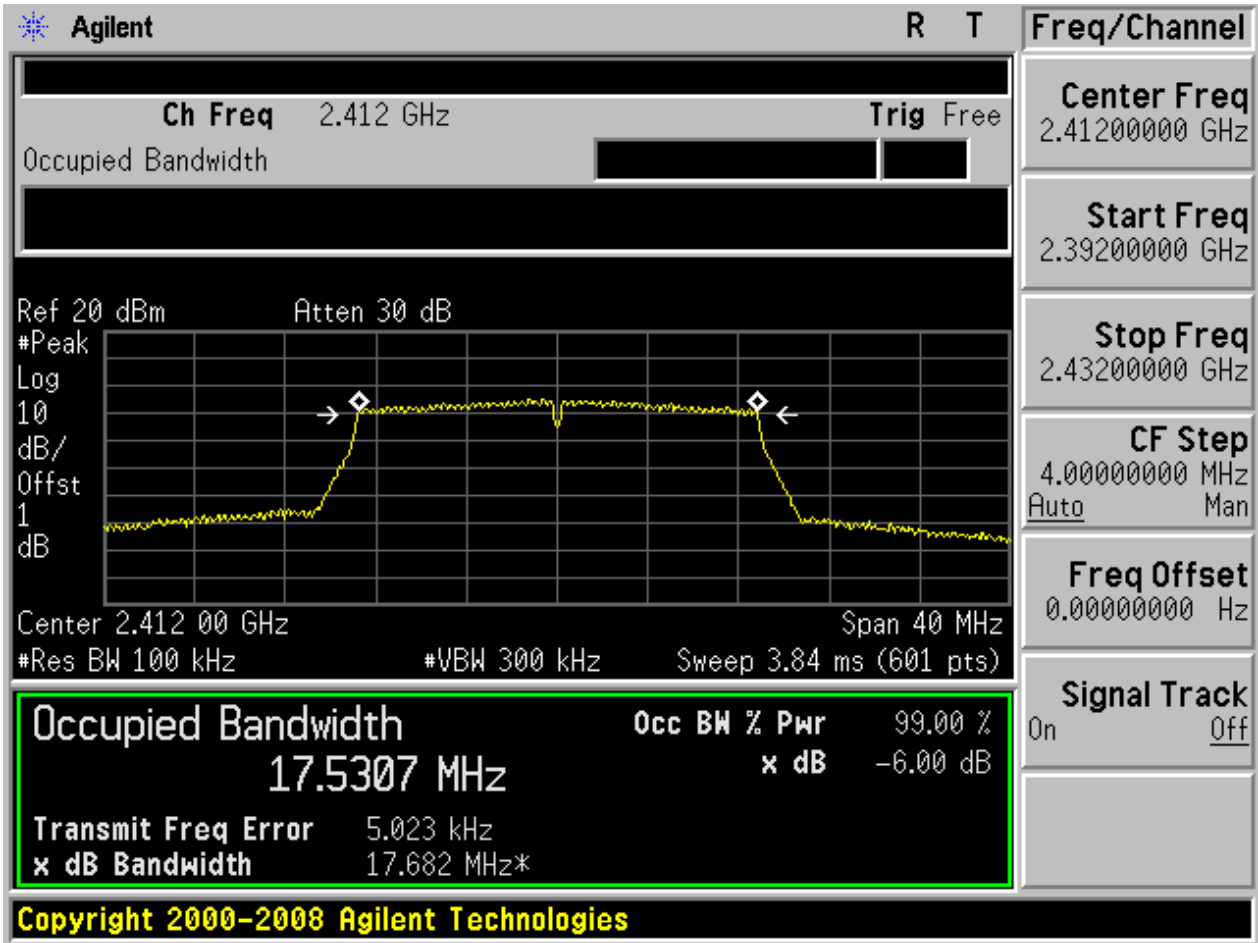 Agilent R T
Ch Freq 2.412 GHz Trig Free
Occupied Bandwidth
Ref 20 dBm Atten 30 dB
#Peak
Log
10
dB/
Offst
1
dB
Center 2.412 00 GHz Span 40 MHz
#Res BW 100 kHz #VBW 300 kHz Sweep 3.84 ms (601 pts)
Occupied Bandwidth Occ BW % Pwr 99.00 %
17.5307 MHz x dB -6.00 dB
Transmit Freq Error 5.023 kHz
x dB Bandwidth 17.682 MHz*
Copyright 2000-2008 Agilent Technologies
Freq/Channel
Center Freq
2.41200000 GHz
Start Freq
2.39200000 GHz
Stop Freq
2.43200000 GHz
CF Step
4.00000000 MHz
Auto Man
Freq Offset
0.00000000 Hz
Signal Track
On Off